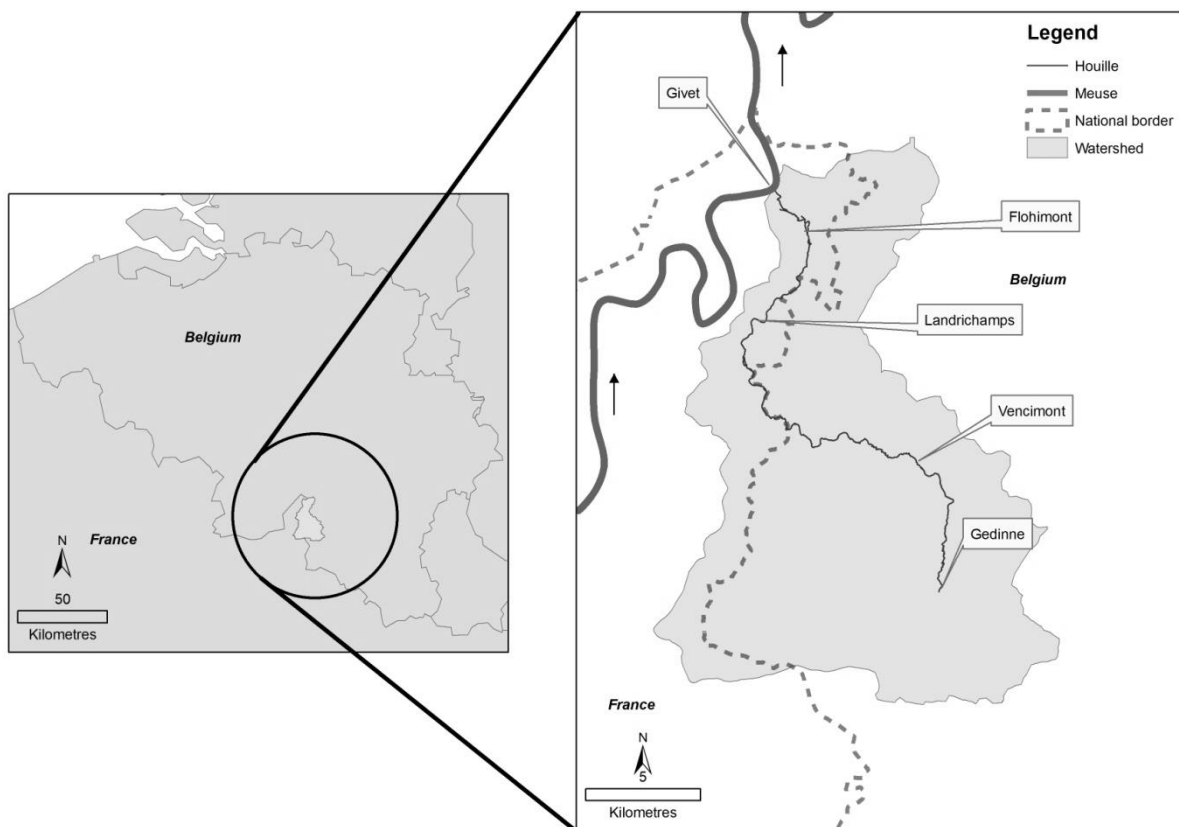 Belgium
France
N
50
Kilometres
Legend
Houille
Meuse
National border
Watershed
Givet
Flohimont
Belgium
Landrichamps
Vencimont
Gedinne
France
N
5
Kilometres